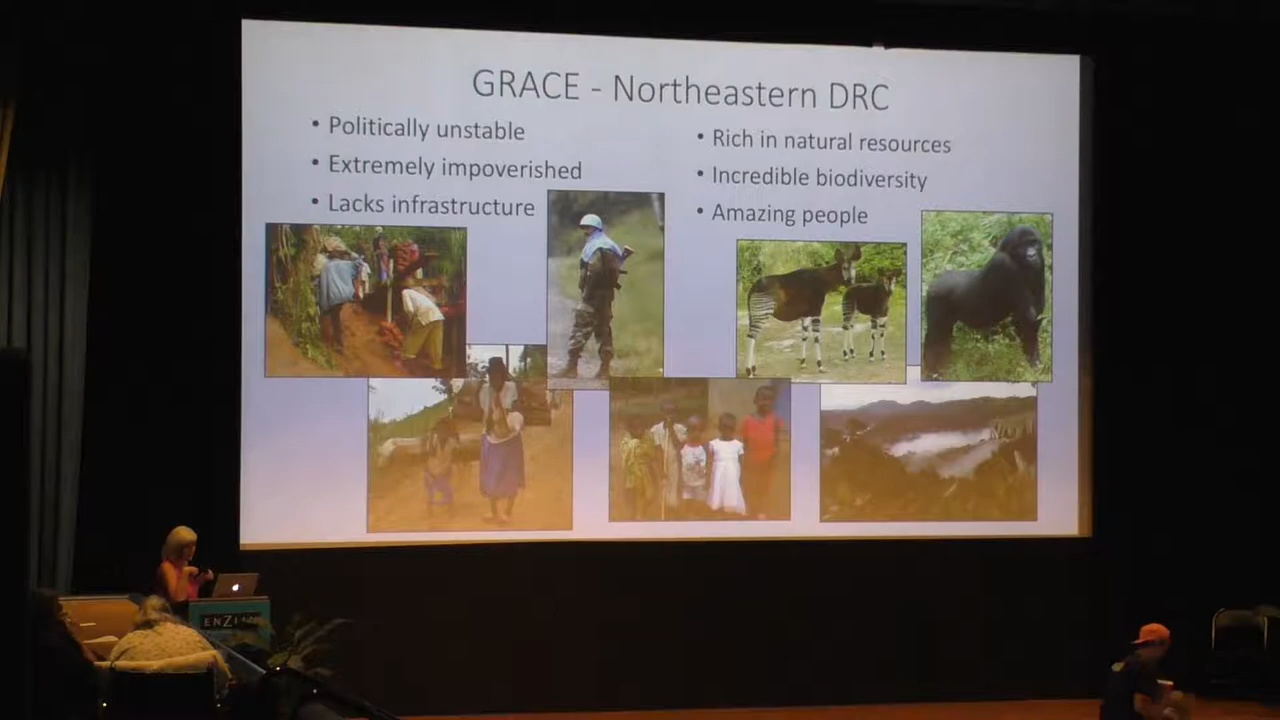 GRACE - Northeastern DRC
• Politically unstable
• Extremely impoverished
• Lacks infrastructure
• Rich in natural resources
• Incredible biodiversity
• Amazing people